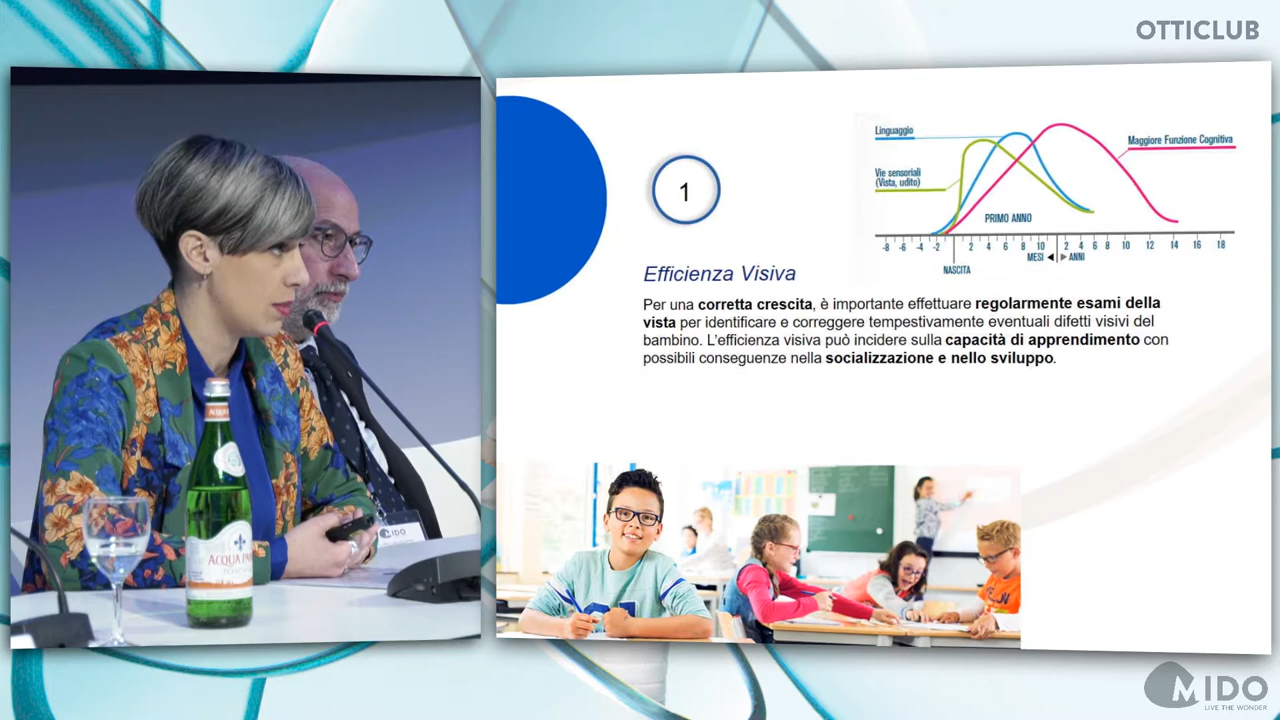 OTTICLUB
Linguaggio
Maggiore Funzione Cognitiva
Vie sensoriali
(Vista, udito)
1
PRIMO ANNO
-8 -6 -4 -2 2 4 6 8 10 2 4 6 8 10 12 14 16 18
MESI ANNI
NASCITA
Efficienza Visiva
Per una corretta crescita, è importante effettuare regolarmente esami della
vista per identificare e correggere tempestivamente eventuali difetti visivi del
bambino. L'efficienza visiva può incidere sulla capacità di apprendimento con
possibili conseguenze nella socializzazione e nello sviluppo.
MIDO
ACQUA
MIDO
LIVE THE WONDER